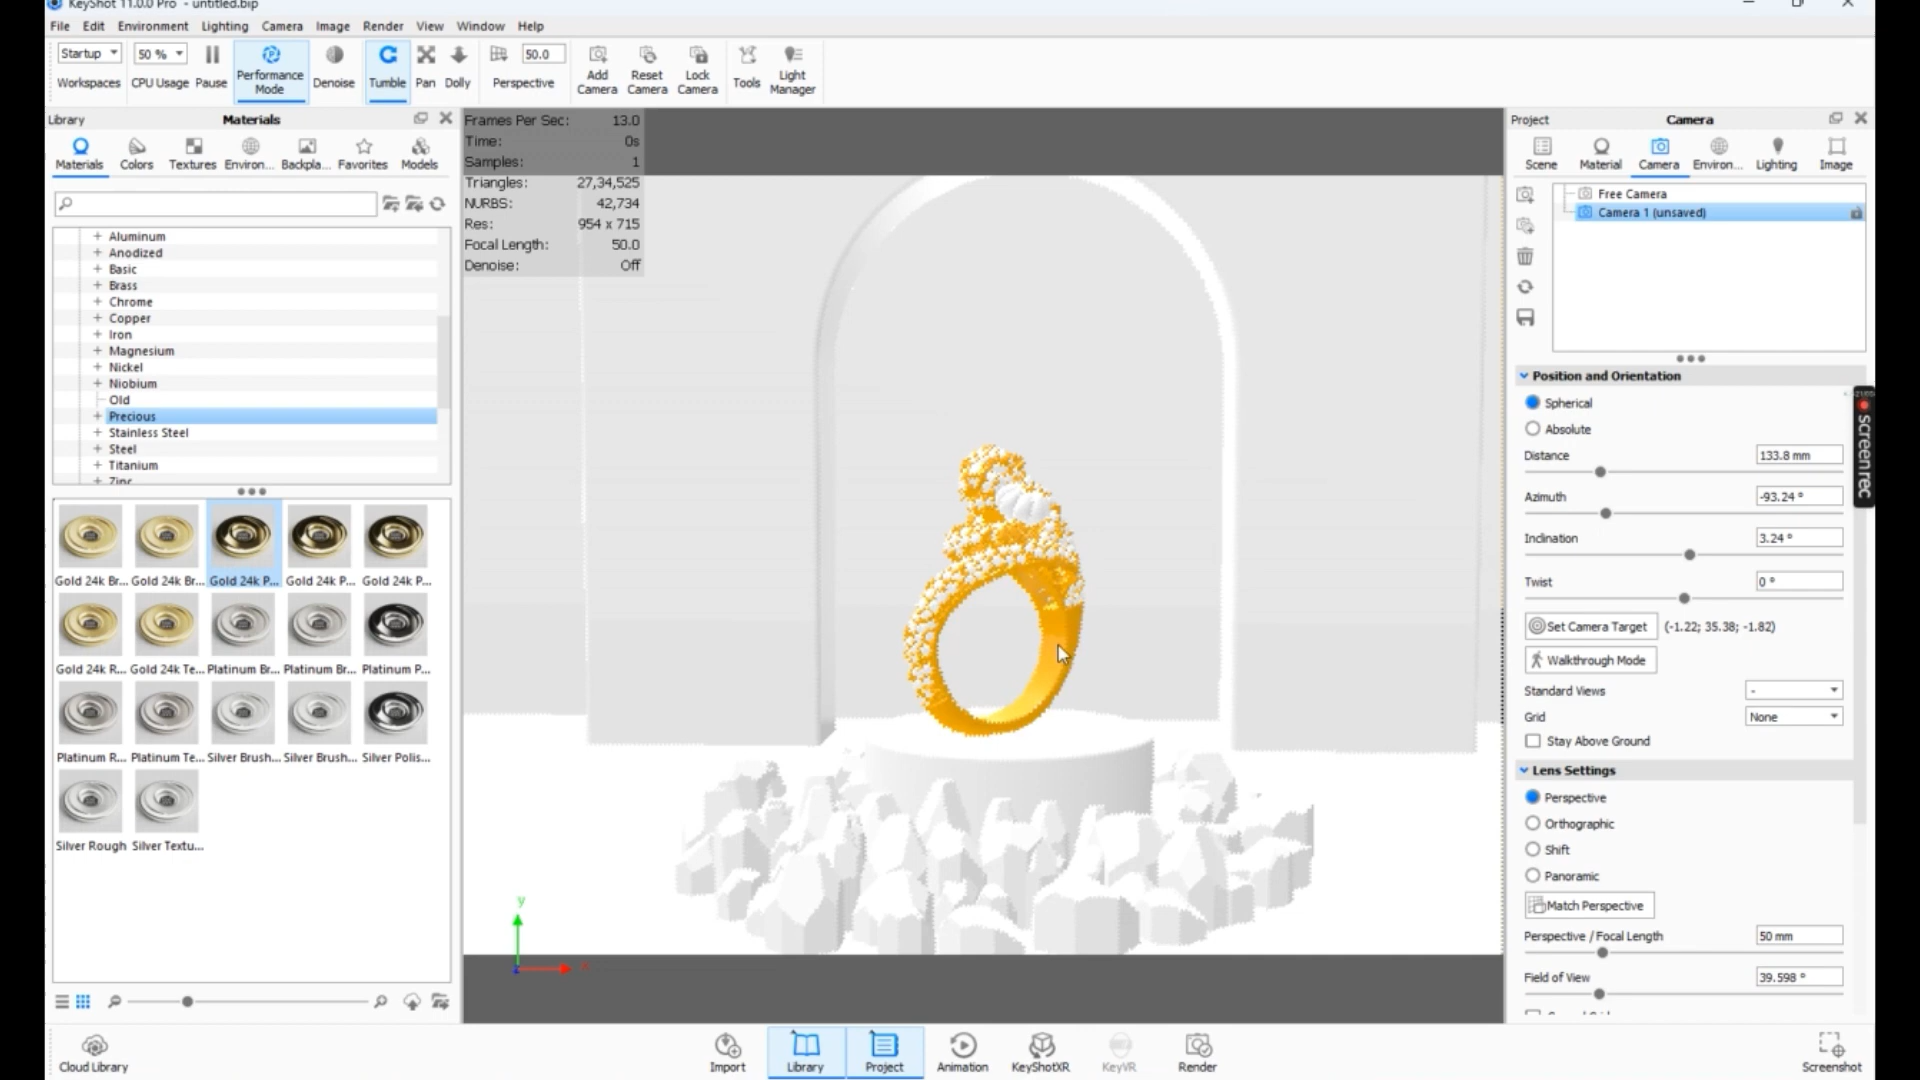 KeyShot 11.0.0 Pro - untitled.bip
File Edit Environment Lighting Camera Image Render View Window Help
Startup 50 % 50.0
Workspaces CPU Usage Pause Performance Mode Denoise Tumble Pan Dolly Perspective Add Camera Reset Camera Lock Camera Tools Light Manager
Library Materials
Materials Colors Textures Environ... Backpla... Favorites Models
Aluminum
Anodized
Basic
Brass
Chrome
Copper
Iron
Magnesium
Nickel
Niobium
Old
Precious
Stainless Steel
Steel
Titanium
Zinc
Gold 24k Br... Gold 24k Br... Gold 24k P... Gold 24k P... Gold 24k P...
Gold 24k R... Gold 24k Te... Platinum Br... Platinum Br... Platinum P...
Platinum R... Platinum Te... Silver Brush... Silver Brush... Silver Polis...
Silver Rough Silver Textu...
Cloud Library
Frames Per Sec: 13.0
Time: 0s
Samples: 1
Triangles: 27,34,525
NURBS: 42,734
Res: 954 x 715
Focal Length: 50.0
Denoise: Off
y
Import Library Project Animation KeyShotXR KeyVR Render
Project Camera
Scene Material Camera Environ... Lighting Image
Free Camera
Camera 1 (unsaved)
Position and Orientation
Spherical
Absolute
Distance 133.8 mm
Azimuth -93.24 °
Inclination 3.24 °
Twist 0 °
Set Camera Target (-1.22; 35.38; -1.82)
Walkthrough Mode
Standard Views -
Grid None
Stay Above Ground
Lens Settings
Perspective
Orthographic
Shift
Panoramic
Match Perspective
Perspective / Focal Length 50 mm
Field of View 39.598 °
Screenshot
screenrec